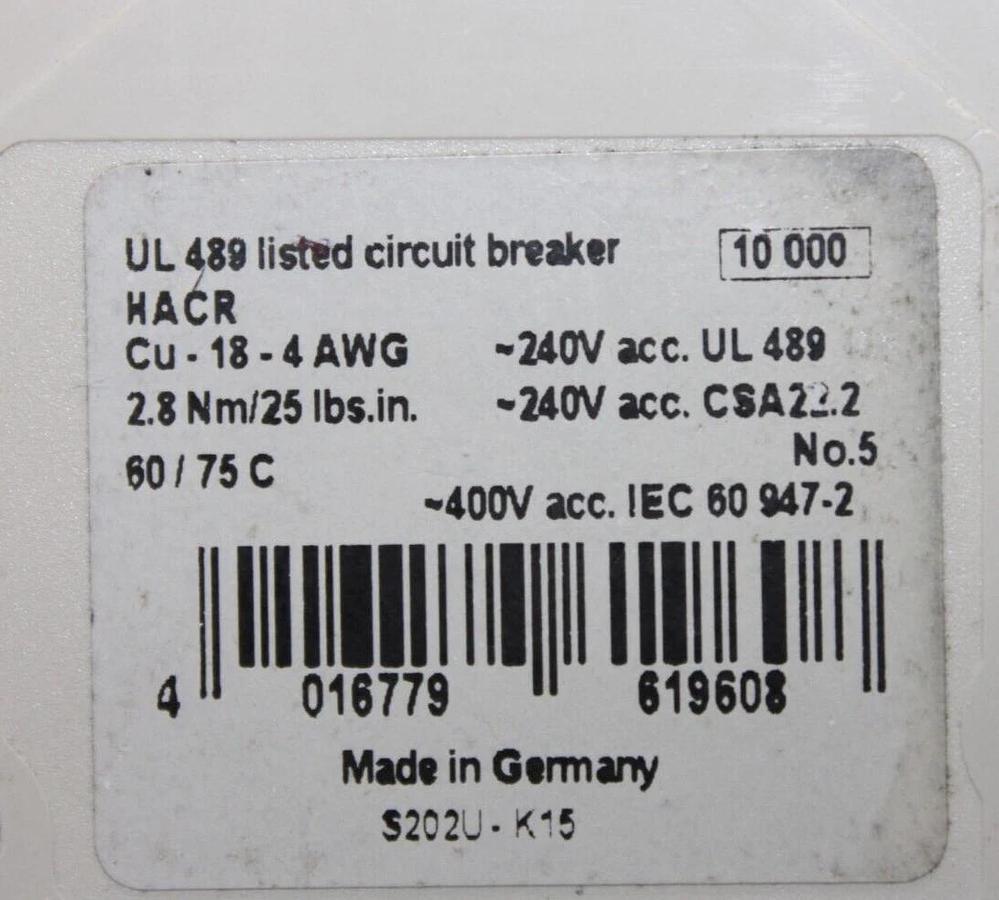 UL 489 listed circuit breaker 10 000
HACR
Cu - 18 - 4 AWG ~240V acc. UL 489
2.8 Nm/25 lbs.in. ~240V acc. CSA22.2
No.5
60 / 75 C
~400V acc. IEC 60 947-2
4 016779 619608
Made in Germany
S202U - K15